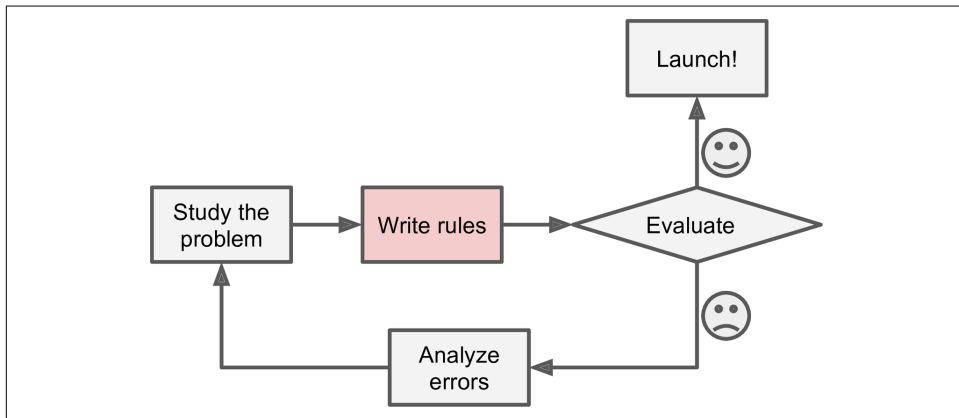 Launch!
Study the
problem
Write rules
Evaluate
Analyze
errors